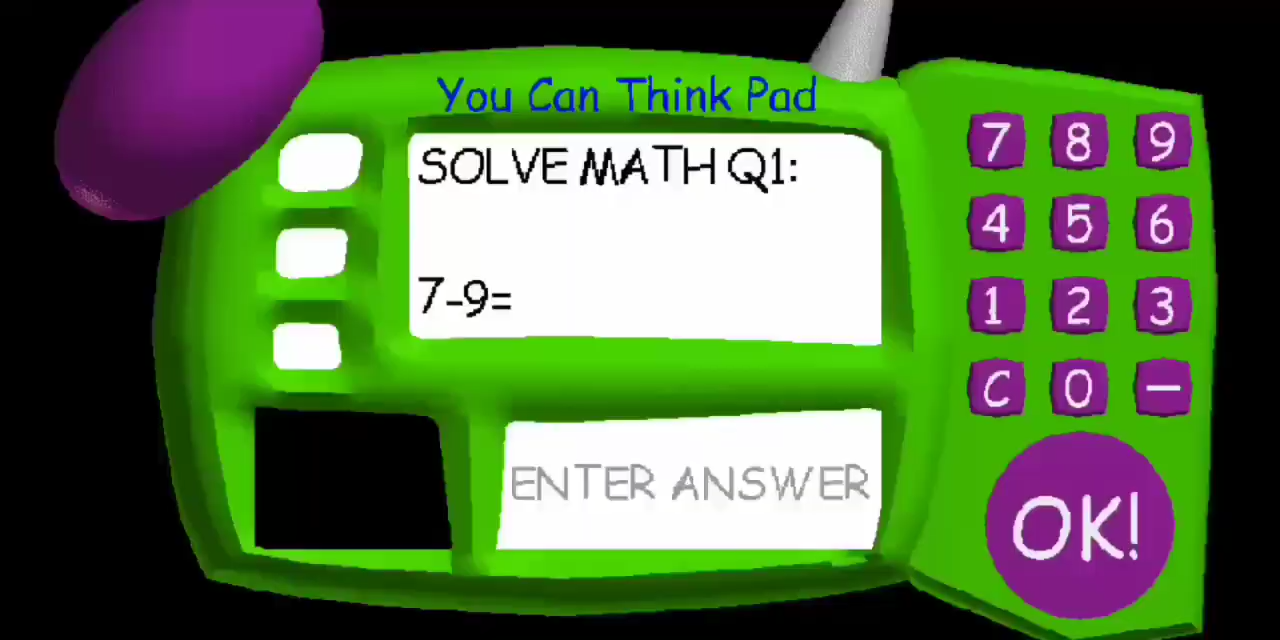 You Can Think Pad
SOLVE MATH Q1:
7-9=
ENTER ANSWER
7 8 9
4 5 6
1 2 3
C 0 –
OK!